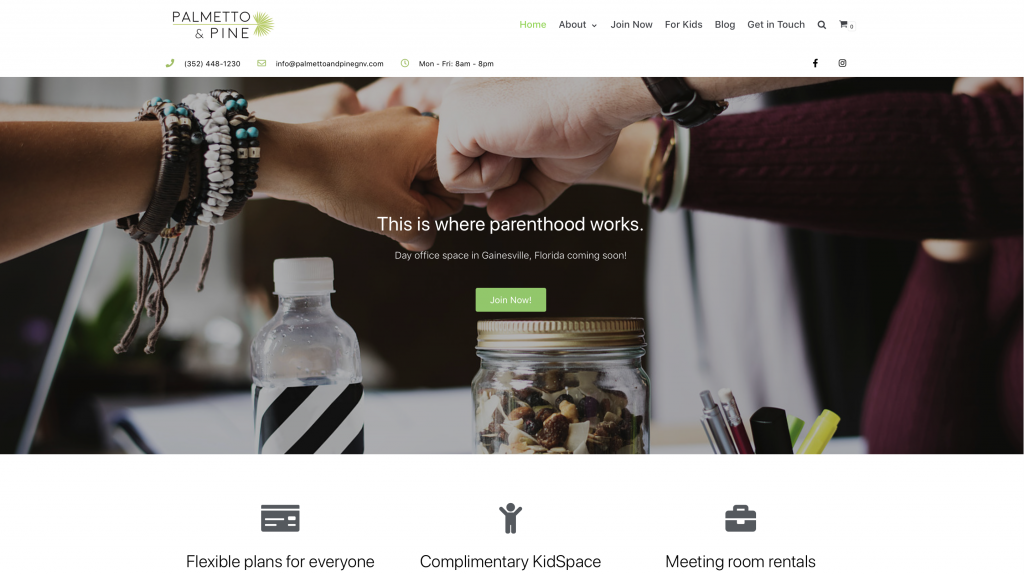 PALMETTO
& PINE
Home About Join Now For Kids Blog Get in Touch 0
(352) 448-1230 info@palmettoandpinegnv.com Mon - Fri: 8am - 8pm
This is where parenthood works.
Day office space in Gainesville, Florida coming soon!
Join Now!
Flexible plans for everyone
Complimentary KidSpace
Meeting room rentals